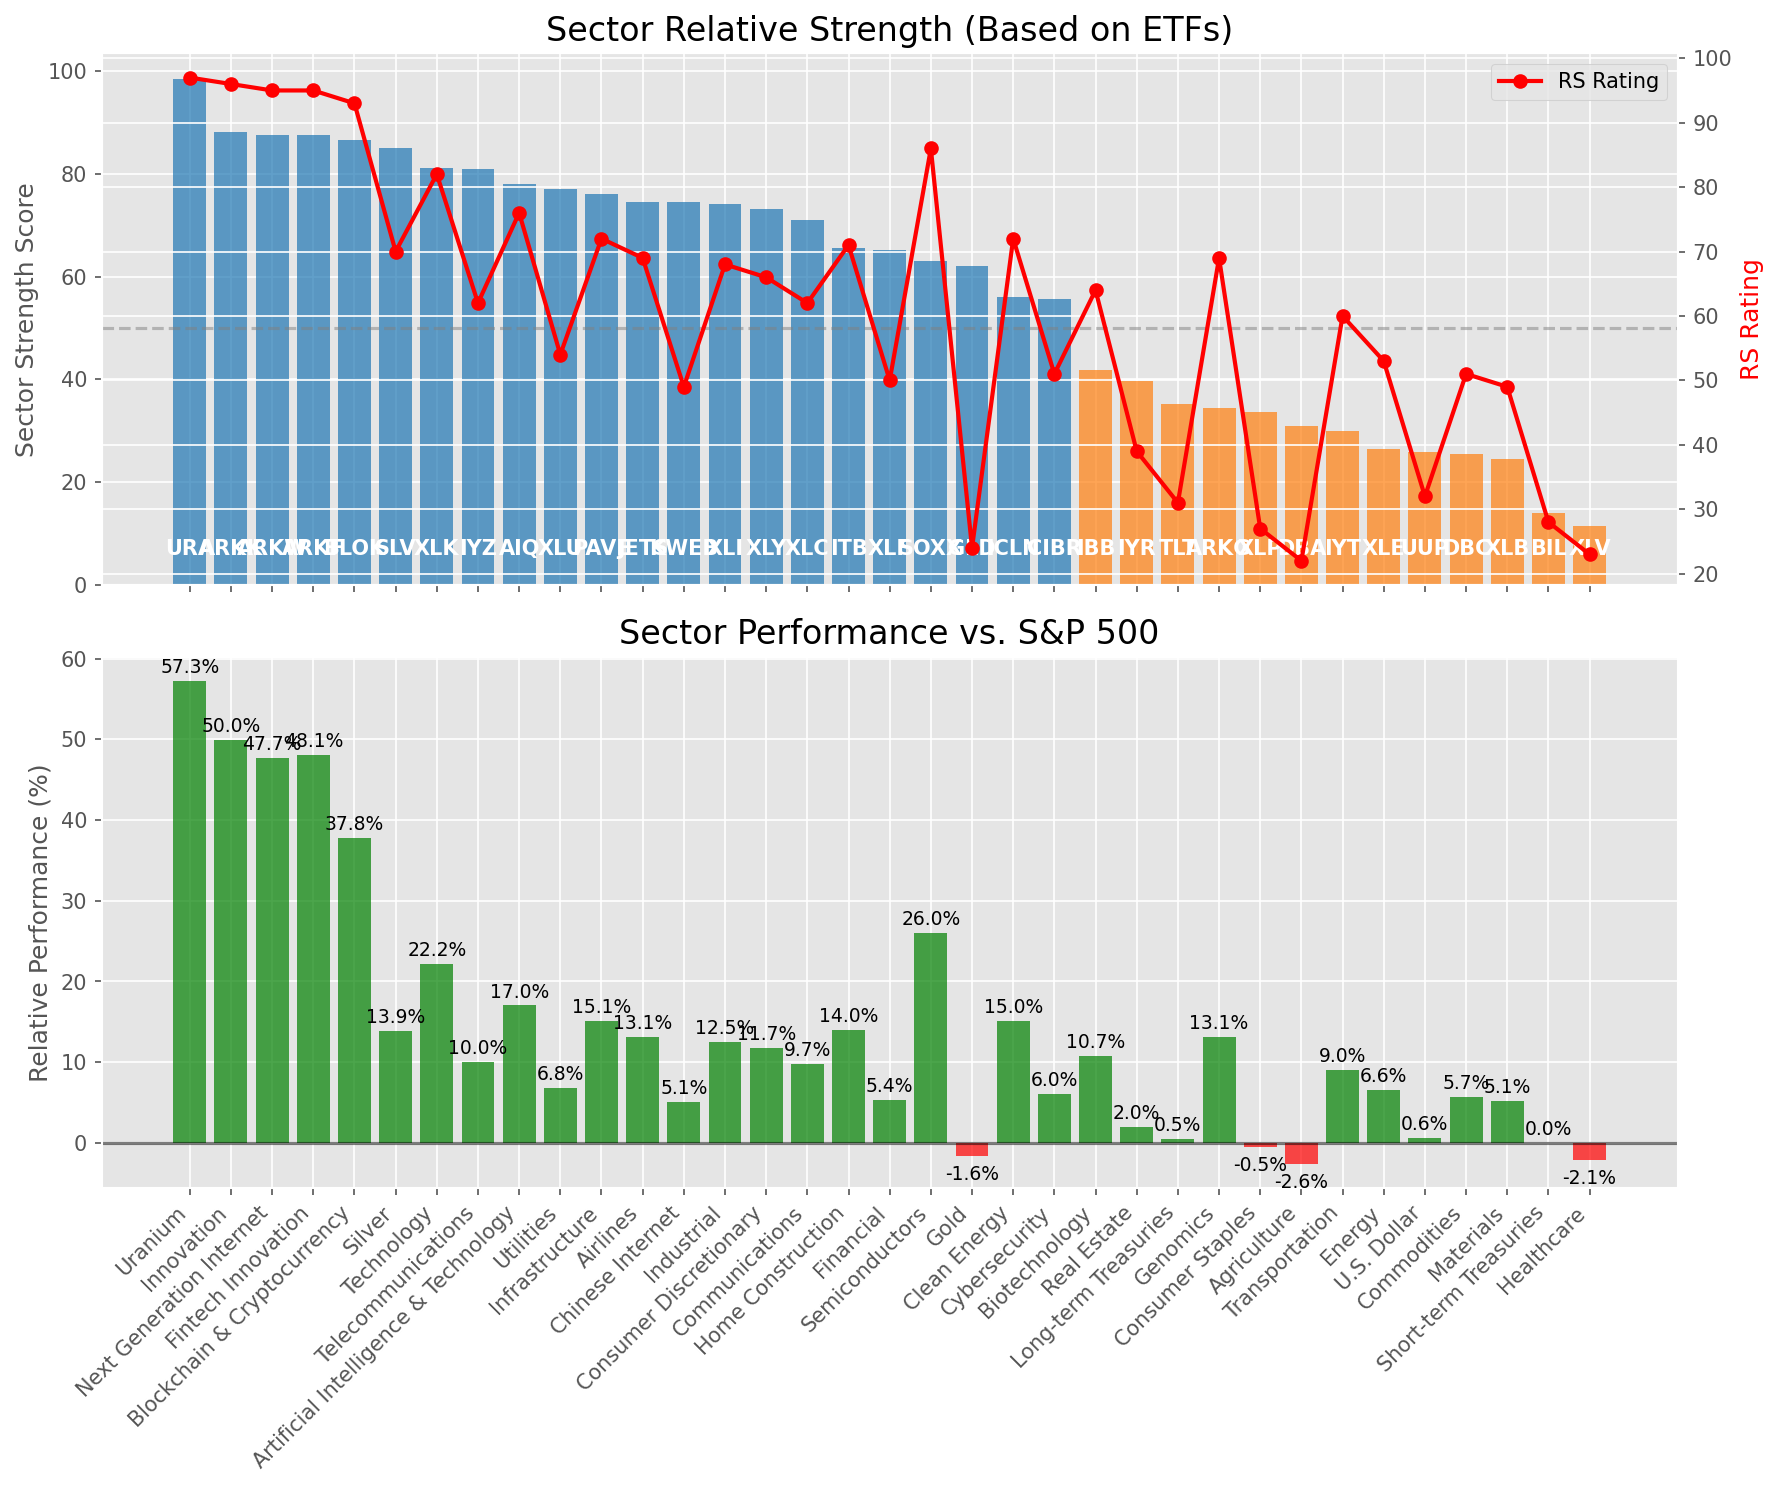 Sector Relative Strength (Based on ETFs)
Sector Strength Score
100
80
60
40
20
0
RS Rating
100
90
80
70
60
50
40
30
20
RS Rating
URA XLK IYZ AIQ XLU XLI XLY XLC ITB SOXX CIBR IBB IYR TLT IYT XLE UUP DBC XLB BIL XLV
Sector Performance vs. S&P 500
Relative Performance (%)
60
50
40
30
20
10
0
57.3%
50.0%
47.7%
48.1%
37.8%
13.9%
22.2%
10.0%
17.0%
6.8%
15.1%
13.1%
5.1%
12.5%
11.7%
9.7%
14.0%
5.4%
26.0%
-1.6%
15.0%
6.0%
10.7%
2.0%
0.5%
13.1%
-0.5%
-2.6%
9.0%
6.6%
0.6%
5.7%
5.1%
0.0%
-2.1%
Uranium
Innovation
Next Generation Internet
Fintech Innovation
Blockchain & Cryptocurrency
Silver
Technology
Telecommunications
Artificial Intelligence & Technology
Utilities
Infrastructure
Airlines
Chinese Internet
Industrial
Consumer Discretionary
Communications
Home Construction
Financial
Semiconductors
Gold
Clean Energy
Cybersecurity
Biotechnology
Real Estate
Long-term Treasuries
Genomics
Consumer Staples
Agriculture
Transportation
Energy
U.S. Dollar
Commodities
Materials
Short-term Treasuries
Healthcare